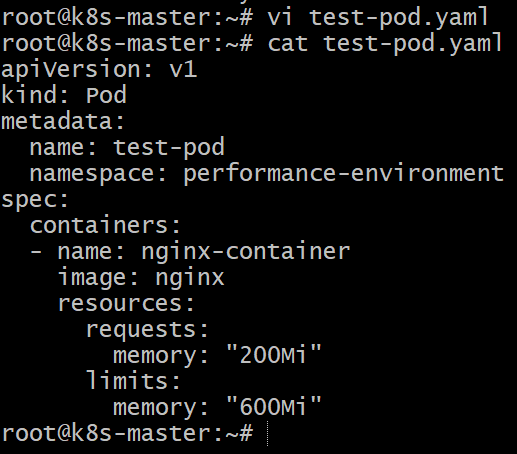 root@k8s-master:~# vi test-pod.yaml
root@k8s-master:~# cat test-pod.yaml
apiVersion: v1
kind: Pod
metadata:
  name: test-pod
  namespace: performance-environment
spec:
  containers:
  - name: nginx-container
    image: nginx
    resources:
      requests:
        memory: "200Mi"
      limits:
        memory: "600Mi"
root@k8s-master:~#